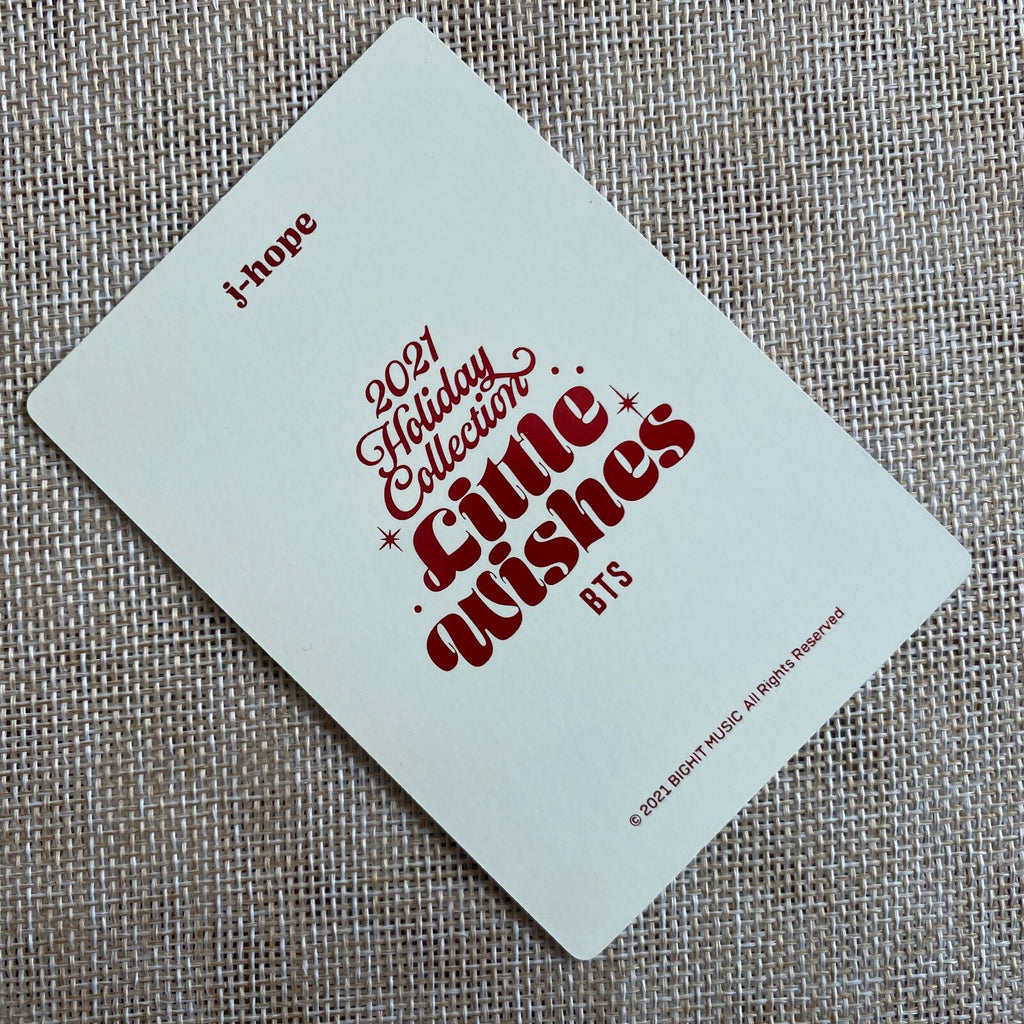 j-hope
2021
Holiday
Collection
Little
Wishes
BTS
© 2021 BIGHIT MUSIC All Rights Reserved